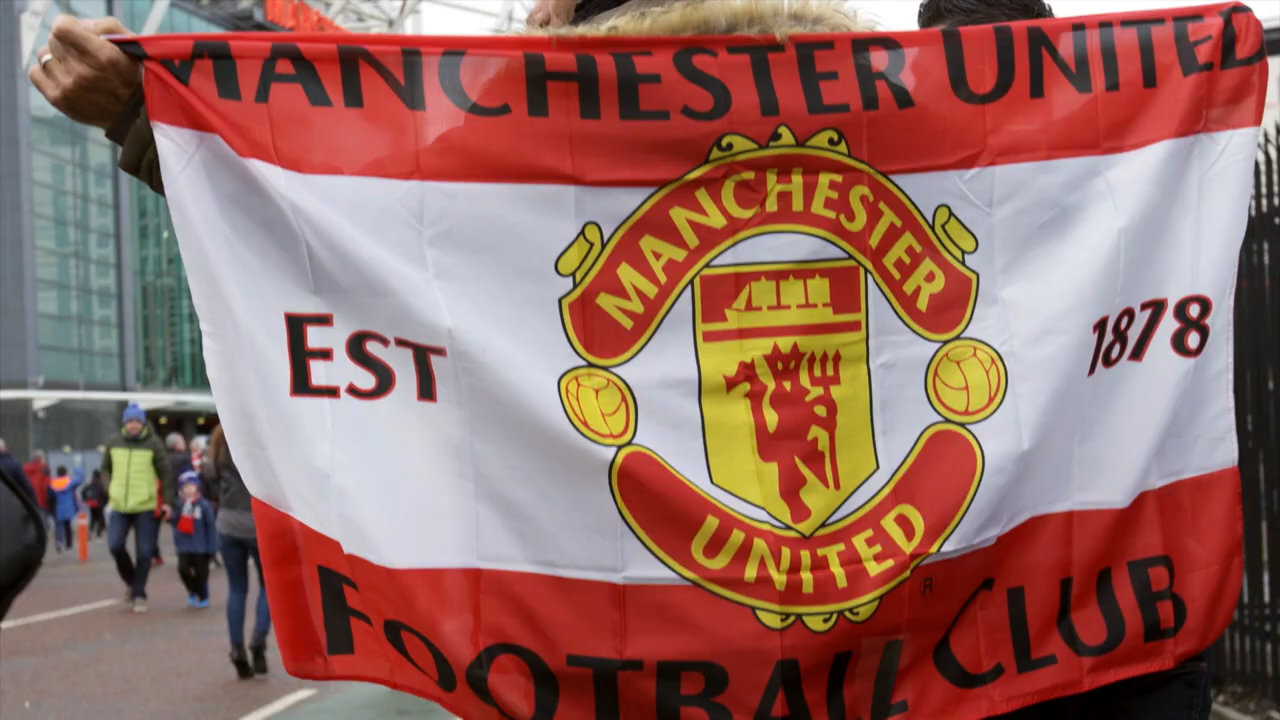 MANCHESTER UNITED
MANCHESTER
EST
1878
UNITED
R
FOOTBALL CLUB